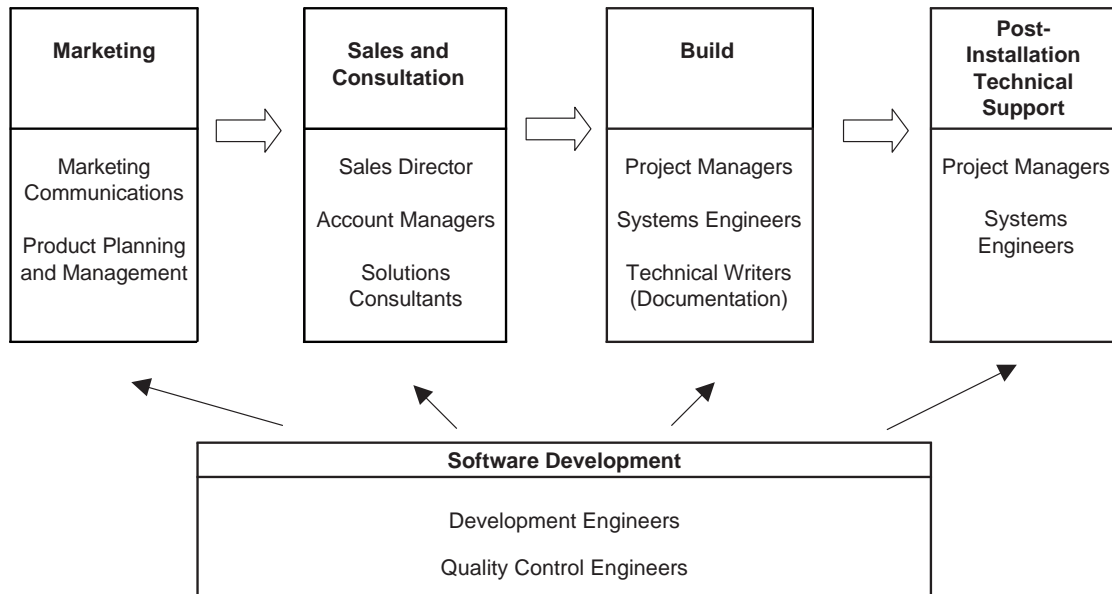 Marketing
Marketing
Communications
Product Planning
and Management
Sales and
Consultation
Sales Director
Account Managers
Solutions
Consultants
Build
Project Managers
Systems Engineers
Technical Writers
(Documentation)
Post-
Installation
Technical
Support
Project Managers
Systems
Engineers
Software Development
Development Engineers
Quality Control Engineers